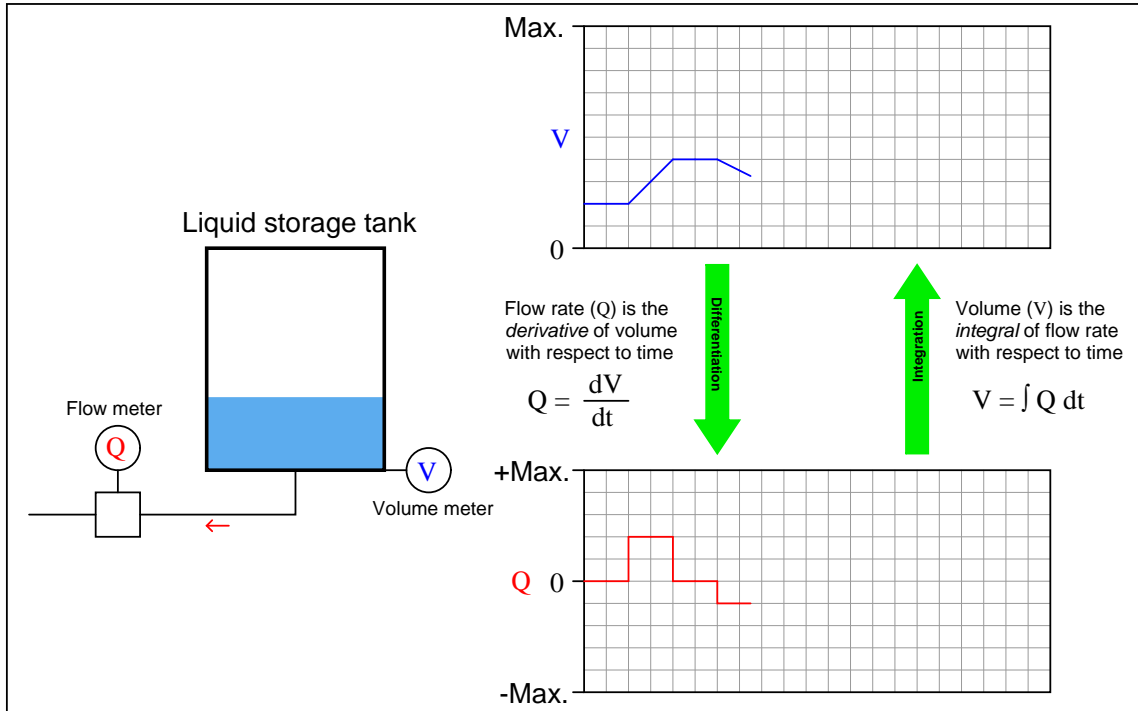 Max.
V
0
Liquid storage tank
Flow meter
Q
V
Volume meter
Flow rate (Q) is the
derivative of volume
with respect to time
Q = dV
dt
Differentiation
Integration
Volume (V) is the
integral of flow rate
with respect to time
V = ∫ Q dt
+Max.
Q 0
-Max.